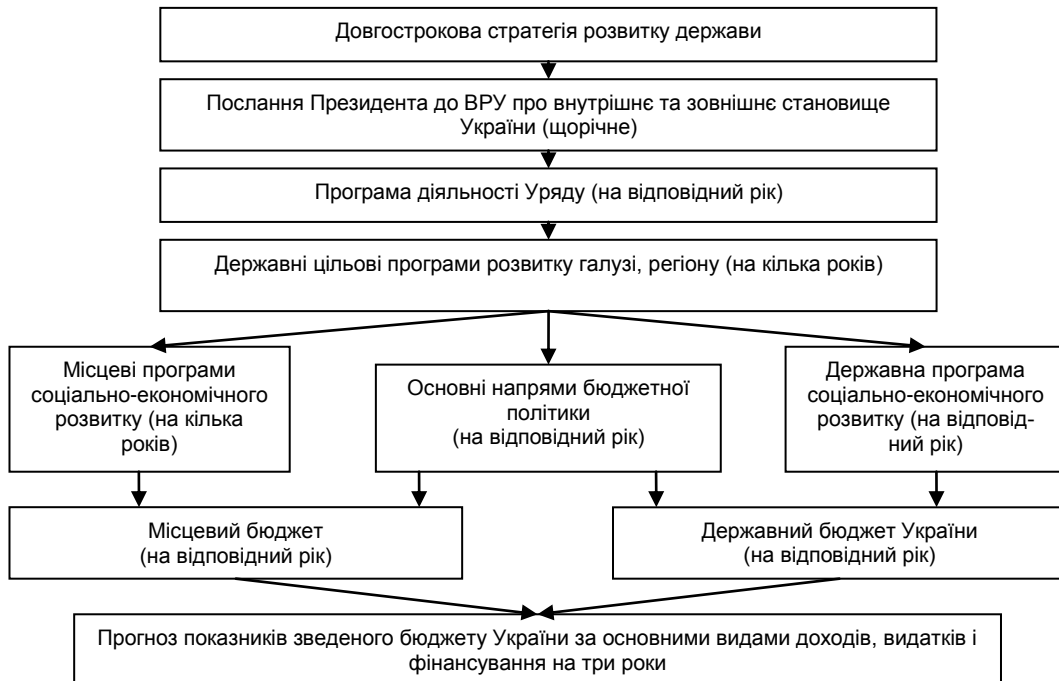 Довгострокова стратегія розвитку держави
Послання Президента до ВРУ про внутрішнє та зовнішнє становище
України (щорічне)
Програма діяльності Уряду (на відповідний рік)
Державні цільові програми розвитку галузі, регіону (на кілька років)
Місцеві програми
соціально-економічного
розвитку (на кілька
років)
Основні напрями бюджетної
політики
(на відповідний рік)
Державна програма
соціально-економічного
розвитку (на відповід-
ний рік)
Місцевий бюджет
(на відповідний рік)
Державний бюджет України
(на відповідний рік)
Прогноз показників зведеного бюджету України за основними видами доходів, видатків і
фінансування на три роки